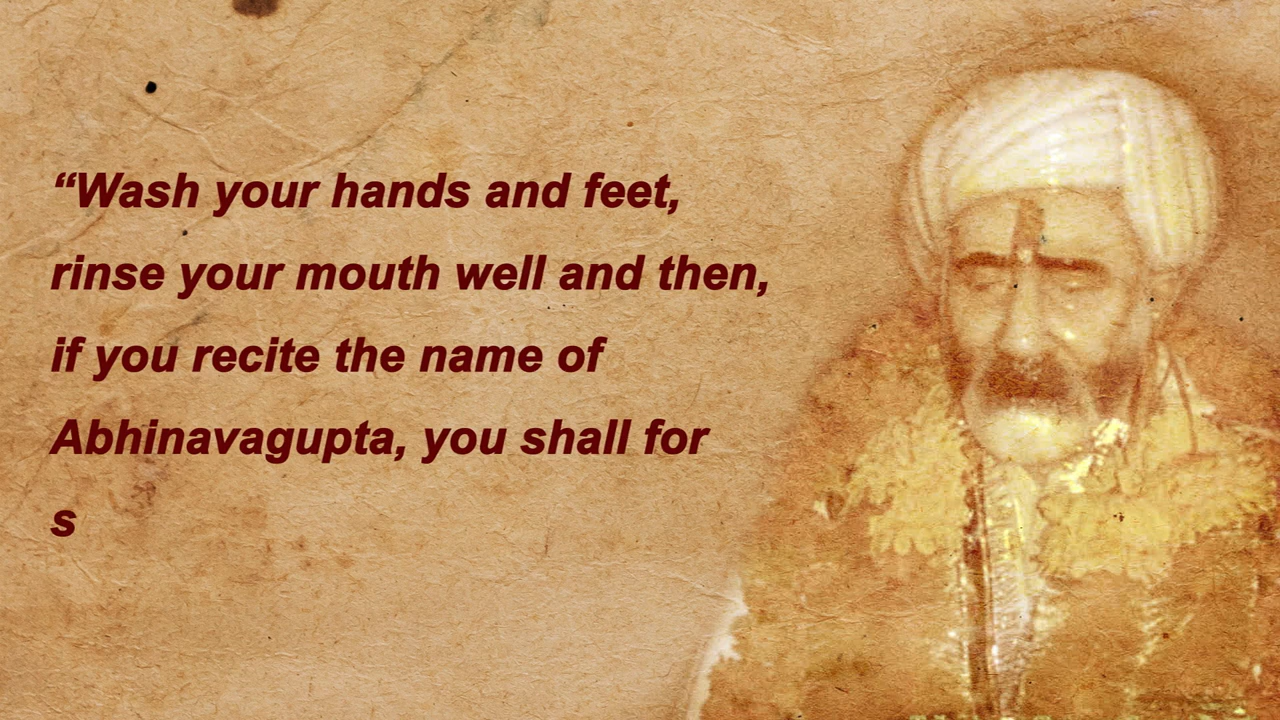 “Wash your hands and feet,
rinse your mouth well and then,
if you recite the name of
Abhinavagupta, you shall for
s